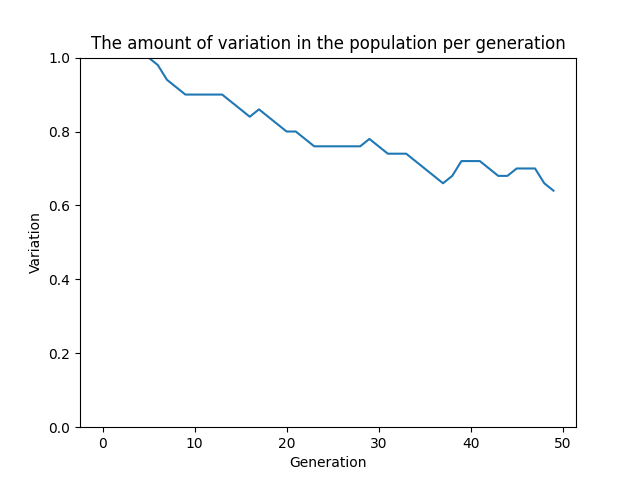 The amount of variation in the population per generation
1.0
0.8
0.6
0.4
0.2
0.0
Variation
0 10 20 30 40 50
Generation